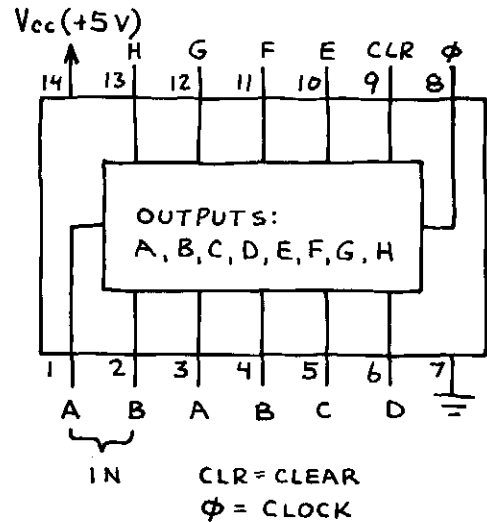 Vcc (+5V)
H G F E CLR φ
14 13 12 11 10 9 8
OUTPUTS:
A, B, C, D, E, F, G, H
1 2 3 4 5 6 7
A B A B C D
IN
CLR = CLEAR
φ = CLOCK